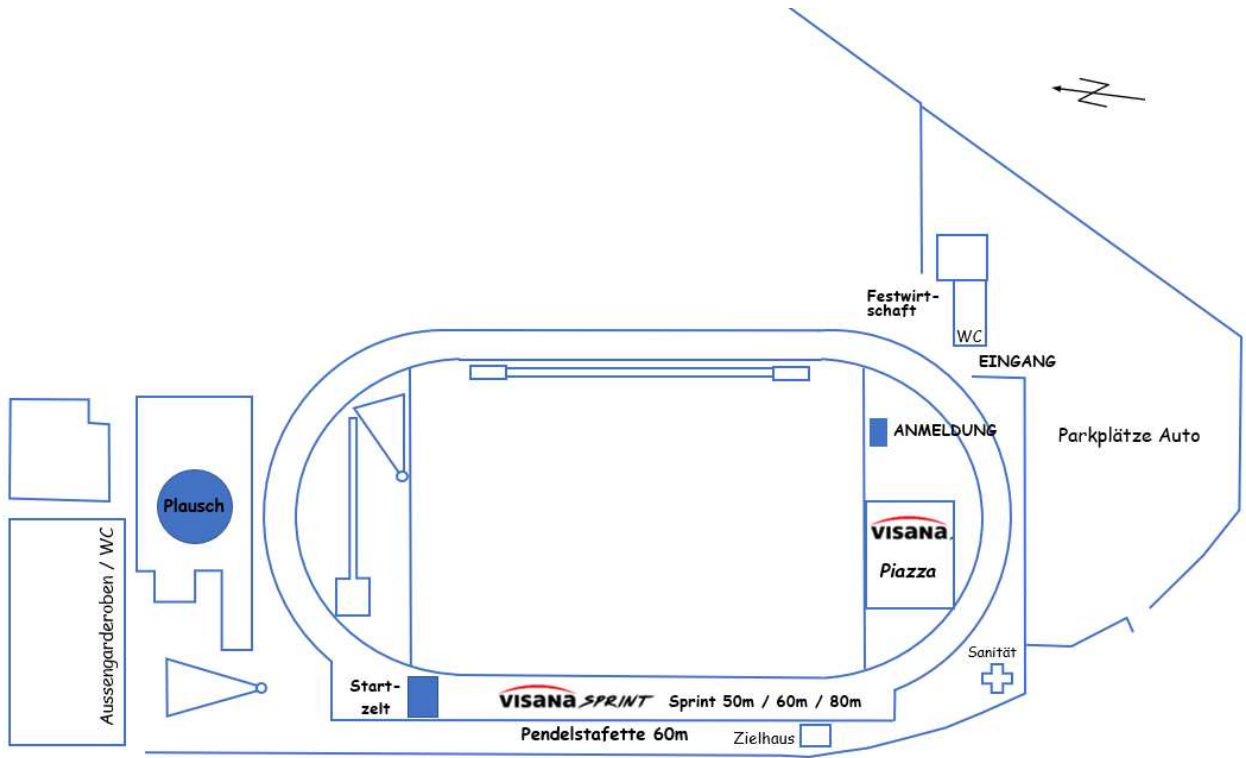 Festwirt-
schaft
WC
EINGANG
ANMELDUNG
Parkplätze Auto
Plausch
VISANA
Piazza
Aussengarderoben / WC
Sanität
Start-
zelt
VISANA SPRINT Sprint 50m / 60m / 80m
Pendelstafette 60m
Zielhaus